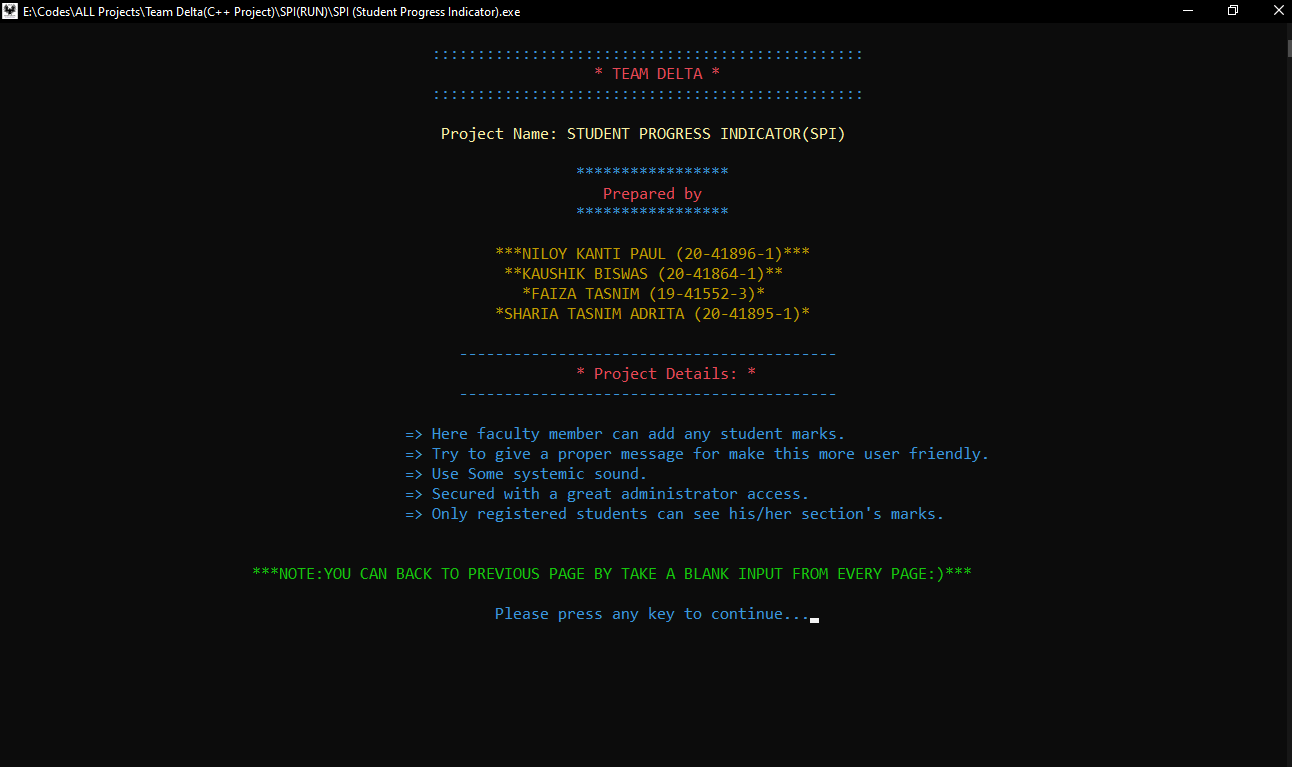 E:\Codes\ALL Projects\Team Delta(C++ Project)\SPI(RUN)\SPI (Student Progress Indicator).exe
::::::::::::::::::::::::::::::::::::::::::::::::
* TEAM DELTA *
::::::::::::::::::::::::::::::::::::::::::::::::
Project Name: STUDENT PROGRESS INDICATOR(SPI)
*****************
Prepared by
*****************
***NILOY KANTI PAUL (20-41896-1)***
**KAUSHIK BISWAS (20-41864-1)**
*FAIZA TASNIM (19-41552-3)*
*SHARIA TASNIM ADRITA (20-41895-1)*
------------------------------------------
* Project Details: *
------------------------------------------
=> Here faculty member can add any student marks.
=> Try to give a proper message for make this more user friendly.
=> Use Some systemic sound.
=> Secured with a great administrator access.
=> Only registered students can see his/her section's marks.
***NOTE:YOU CAN BACK TO PREVIOUS PAGE BY TAKE A BLANK INPUT FROM EVERY PAGE:)***
Please press any key to continue...